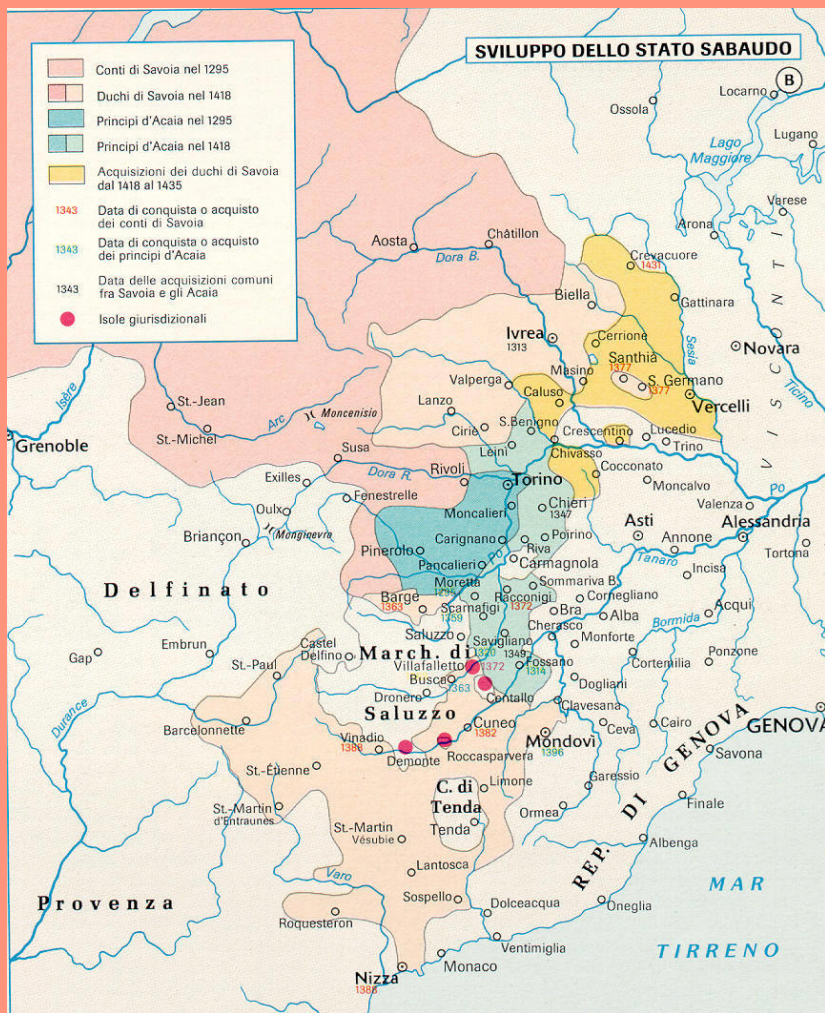 SVILUPPO DELLO STATO SABAUDO
B
Conti di Savoia nel 1295
Duchi di Savoia nel 1418
Principi d'Acaia nel 1295
Principi d'Acaia nel 1418
Acquisizioni dei duchi di Savoia
dal 1418 al 1435
1343
Data di conquista o acquisto
dei conti di Savoia
1343
Data di conquista o acquisto
dei principi d'Acaia
1343
Data delle acquisizioni comuni
fra Savoia e gli Acaia
Isole giurisdizionali
Locarno
Ossola
Lago
Maggiore
Lugano
Varese
Arona
Aosta
Châtillon
Dora B.
Crevacuore
1431
Biella
Gattinara
VISCONTI
Ivrea
1313
Cerrione
Sesia
Novara
Santhià
1377
Masino
S. Germano
1377
Ticino
Valperga
Caluso
Vercelli
Isère
St.-Jean
Lanzo
Moncenisio
Arc
St.-Michel
Grenoble
Ciriè
S.Benigno
Crescentino
Lucedio
Leini
Trino
Susa
Chivasso
Dora R.
Rivoli
Cocconato
Exilles
Torino
Moncalvo
Po
Fenestrelle
Oulx
Moncalieri
Chieri
1347
Valenza
Monginevra
Briançon
Asti
Alessandria
Carignano
Poirino
Annone
Pinerolo
Riva
Tortona
Po
Pancalieri
Carmagnola
Tanaro
Delfinato
Moretta
1295
Sommariva B.
Incisa
Barge
1363
Racconigi
1372
Cornegliano
Scarnafigi
1359
Bra
Alba
Acqui
Bormida
Saluzzo
Savigliano
1320
1349
Cherasco
Castel
Delfino
Monforte
Embrun
Gap
March. di
Saluzzo
Cortemilia
Ponzone
St.-Paul
Villafalletto
1372
Fossano
1314
Busca
1363
Dogliani
Dronero
Contallo
Clavesana
Durance
Barcelonnette
Cuneo
1382
Cairo
GENOVA
Vinadio
1388
Mondovì
1396
Ceva
Demonte
Roccasparvera
Savona
St.-Étienne
Limone
Garessio
C. di
Tenda
Finale
St.-Martin
d'Entraunes
Ormea
Tenda
St.-Martin
Vésubie
Albenga
REP. DI GENOVA
Lantosca
Varo
MAR
TIRRENO
Provenza
Sospello
Dolceacqua
Oneglia
Roquesteron
Ventimiglia
Monaco
Nizza
1388